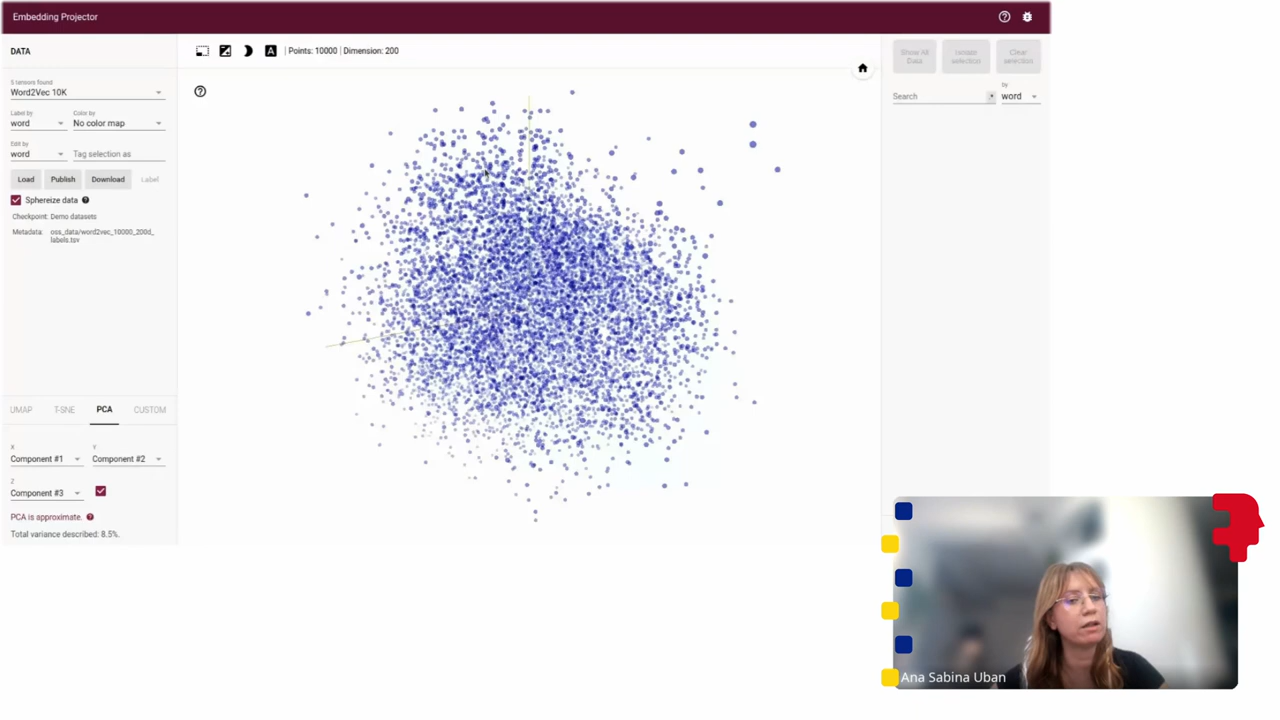 Embedding Projector
DATA
5 tensors found
Word2Vec 10K
Label by
Color by
word
No color map
Edit by
word
Tag selection as
Load
Publish
Download
Label
Sphereize data
Checkpoint: Demo datasets
Metadata: oss_data/word2vec_10000_200d_
labels.tsv
UMAP
T-SNE
PCA
CUSTOM
X
Y
Component #1
Component #2
Z
Component #3
PCA is approximate.
Total variance described: 8.5%.
A
Points: 10000 | Dimension: 200
Show All
Data
Isolate
selection
Clear
selection
Search
.*
by
word
Ana Sabina Uban